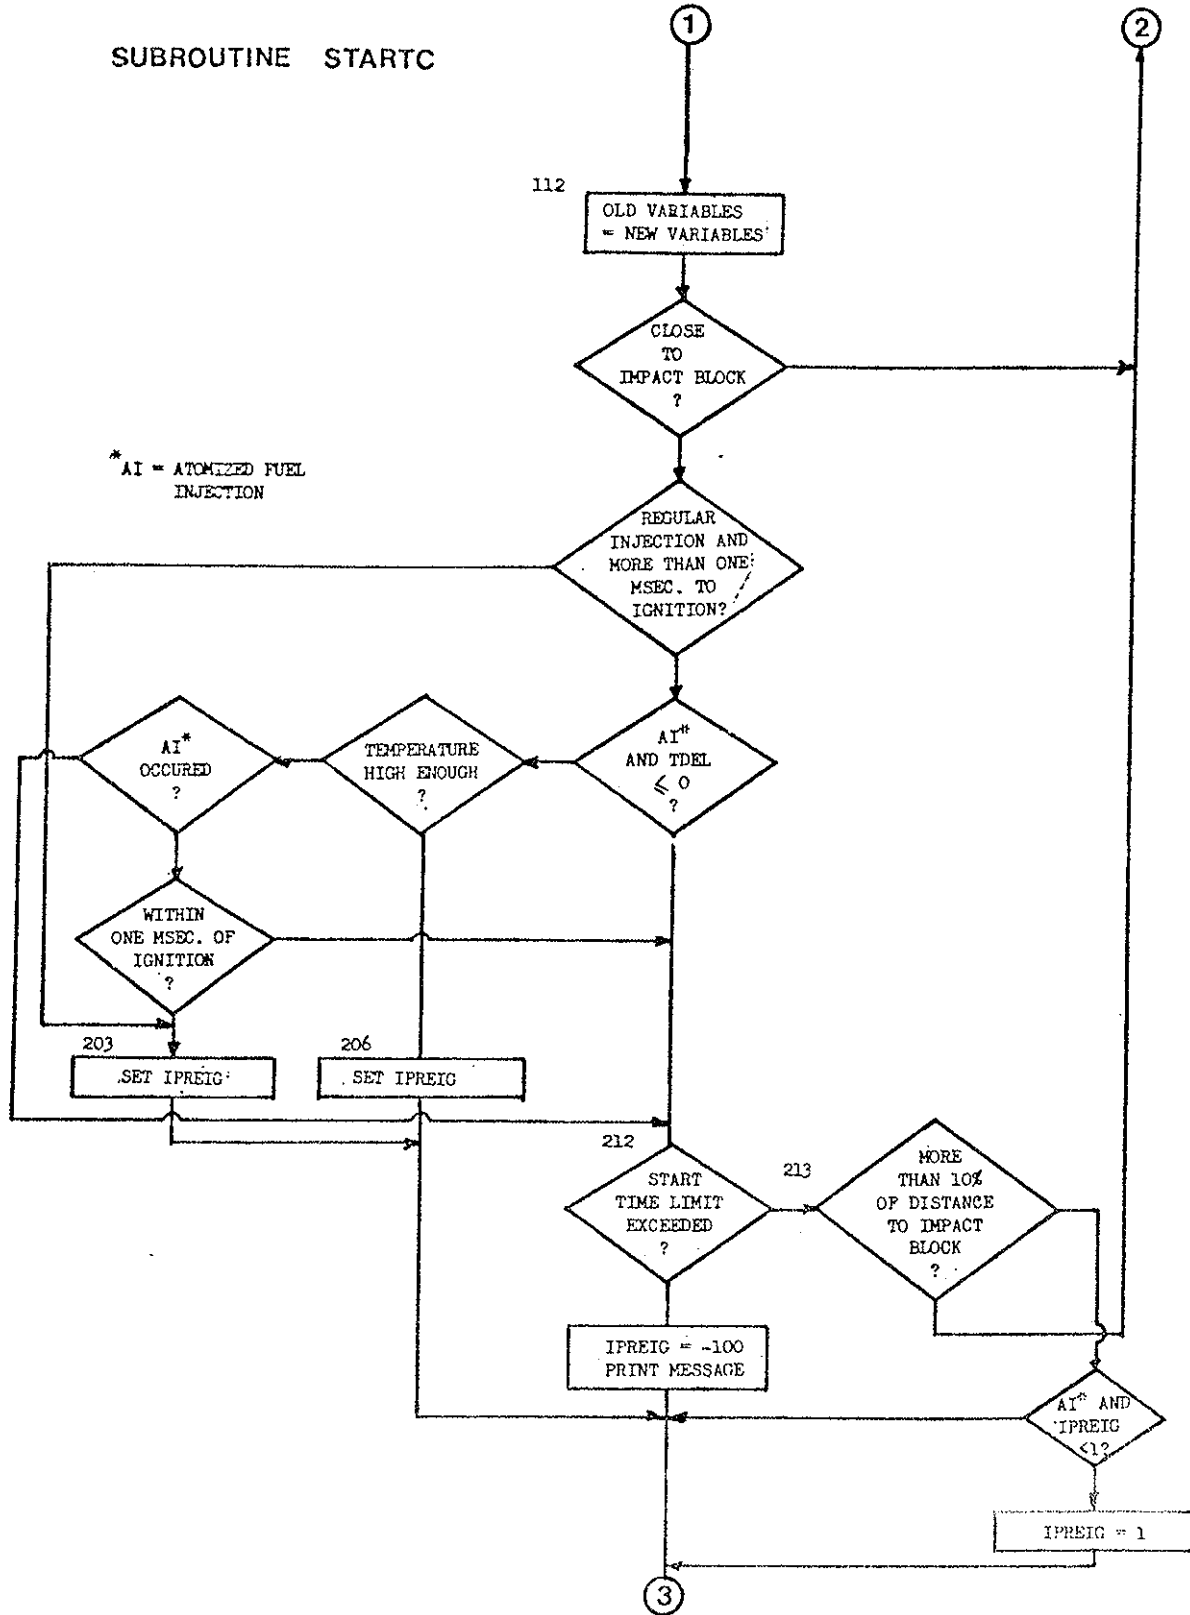 SUBROUTINE STARTC
1
2
112
OLD VARIABLES
= NEW VARIABLES
CLOSE
TO
IMPACT BLOCK
?
*AI = ATOMIZED FUEL
INJECTION
REGULAR
INJECTION AND
MORE THAN ONE
MSEC. TO
IGNITION?
AI*
OCCURED
?
TEMPERATURE
HIGH ENOUGH
?
AI*
AND TDEL
≤ 0
?
WITHIN
ONE MSEC. OF
IGNITION
?
203
SET IPREIG
206
SET IPREIG
212
START
TIME LIMIT
EXCEEDED
?
213
MORE
THAN 10%
OF DISTANCE
TO IMPACT
BLOCK
?
IPREIG = -100
PRINT MESSAGE
AI* AND
IPREIG
<1?
IPREIG = 1
3